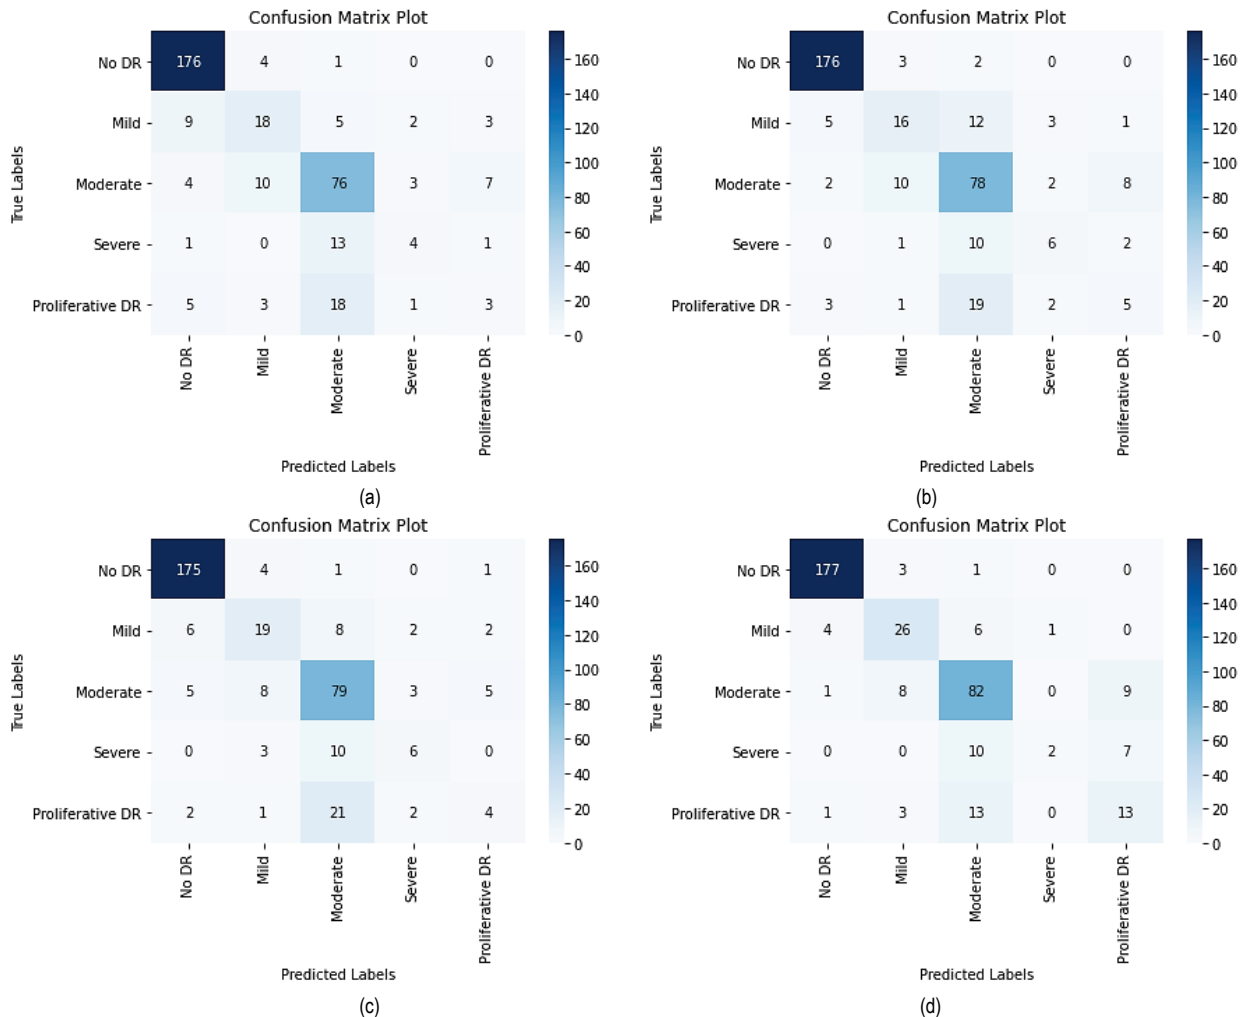 Confusion Matrix Plot
True Labels
No DR 176 4 1 0 0
Mild 9 18 5 2 3
Moderate 4 10 76 3 7
Severe 1 0 13 4 1
Proliferative DR 5 3 18 1 3
No DR Mild Moderate Severe Proliferative DR
Predicted Labels
160
140
120
100
80
60
40
20
0
(a)
Confusion Matrix Plot
True Labels
No DR 176 3 2 0 0
Mild 5 16 12 3 1
Moderate 2 10 78 2 8
Severe 0 1 10 6 2
Proliferative DR 3 1 19 2 5
No DR Mild Moderate Severe Proliferative DR
Predicted Labels
160
140
120
100
80
60
40
20
0
(b)
Confusion Matrix Plot
True Labels
No DR 175 4 1 0 1
Mild 6 19 8 2 2
Moderate 5 8 79 3 5
Severe 0 3 10 6 0
Proliferative DR 2 1 21 2 4
No DR Mild Moderate Severe Proliferative DR
Predicted Labels
160
140
120
100
80
60
40
20
0
(c)
Confusion Matrix Plot
True Labels
No DR 177 3 1 0 0
Mild 4 26 6 1 0
Moderate 1 8 82 0 9
Severe 0 0 10 2 7
Proliferative DR 1 3 13 0 13
No DR Mild Moderate Severe Proliferative DR
Predicted Labels
160
140
120
100
80
60
40
20
0
(d)